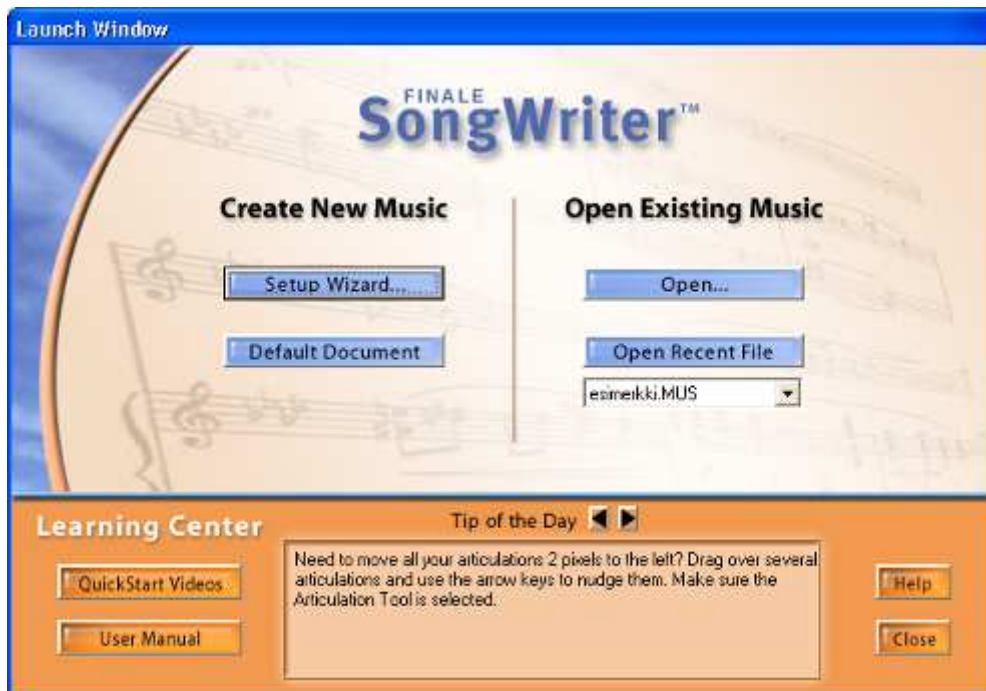 Launch Window
FINALE
SongWriter™
Create New Music
Setup Wizard...
Default Document
Open Existing Music
Open...
Open Recent File
esimerkki.MUS
Learning Center
QuickStart Videos
User Manual
Tip of the Day
Need to move all your articulations 2 pixels to the left? Drag over several
articulations and use the arrow keys to nudge them. Make sure the
Articulation Tool is selected.
Help
Close